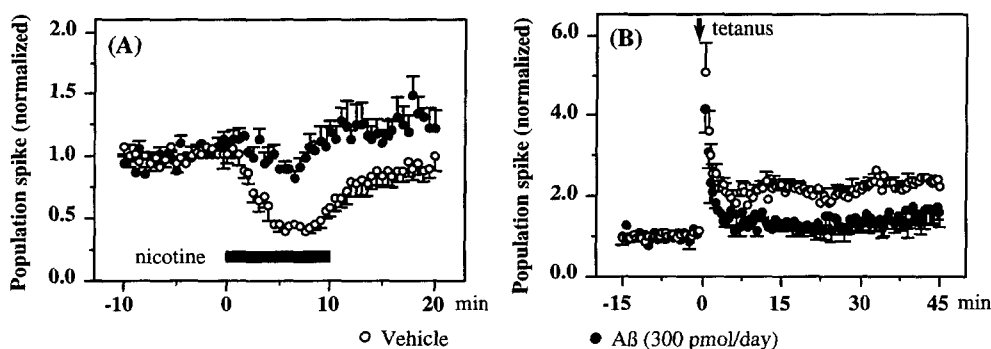 (A)
Population spike (normalized)
2.0
1.5
1.0
0.5
0.0
nicotine
-10 0 10 20 min
○ Vehicle
(B)
tetanus
Population spike (normalized)
6.0
4.0
2.0
0.0
-15 0 15 30 45 min
● Aß (300 pmol/day)